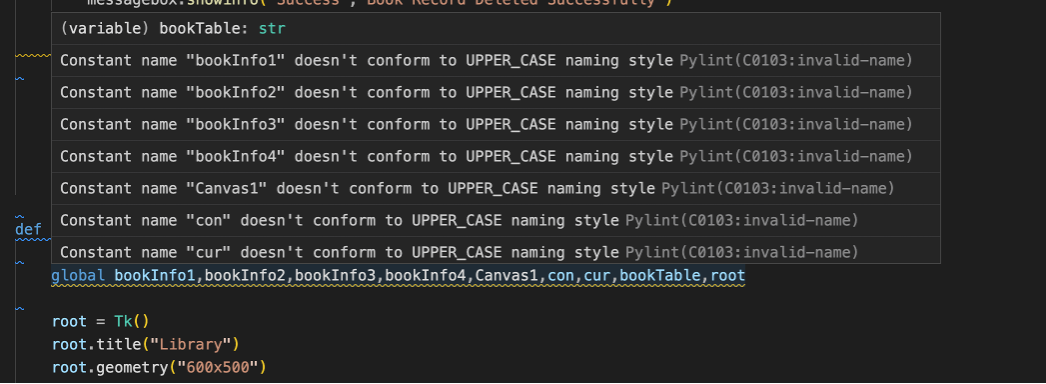 messagebox.showinfo('Success',"Book Record Deleted Successfully")
(variable) bookTable: str
Constant name "bookInfo1" doesn't conform to UPPER_CASE naming style Pylint(C0103:invalid-name)
Constant name "bookInfo2" doesn't conform to UPPER_CASE naming style Pylint(C0103:invalid-name)
Constant name "bookInfo3" doesn't conform to UPPER_CASE naming style Pylint(C0103:invalid-name)
Constant name "bookInfo4" doesn't conform to UPPER_CASE naming style Pylint(C0103:invalid-name)
Constant name "Canvas1" doesn't conform to UPPER_CASE naming style Pylint(C0103:invalid-name)
Constant name "con" doesn't conform to UPPER_CASE naming style Pylint(C0103:invalid-name)
def
Constant name "cur" doesn't conform to UPPER_CASE naming style Pylint(C0103:invalid-name)
global bookInfo1,bookInfo2,bookInfo3,bookInfo4,Canvas1,con,cur,bookTable,root
root = Tk()
root.title("Library")
root.geometry("600x500")